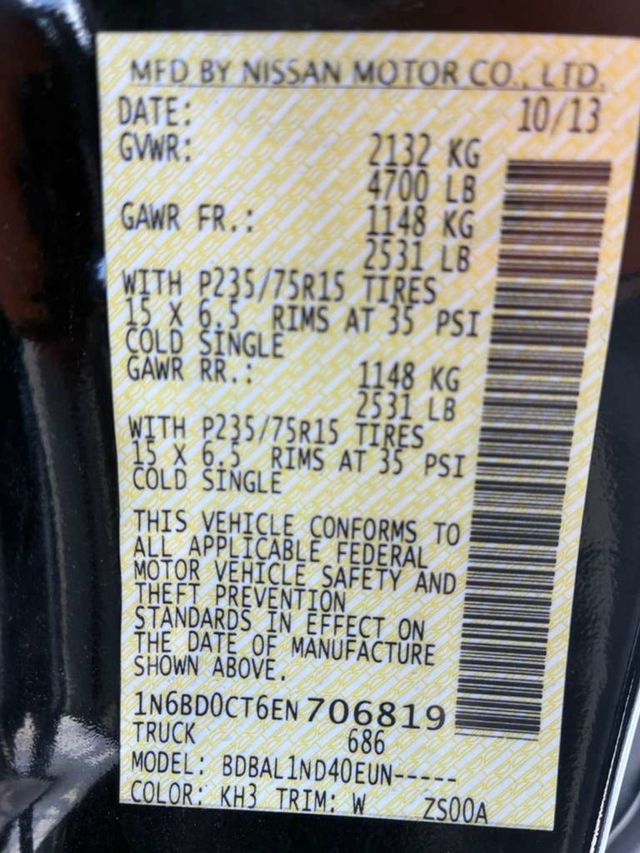 MFD BY NISSAN MOTOR CO., LTD.
DATE: 10/13
GVWR: 2132 KG
4700 LB
GAWR FR.: 1148 KG
2531 LB
WITH P235/75R15 TIRES
15 X 6.5 RIMS AT 35 PSI
COLD SINGLE
GAWR RR.: 1148 KG
2531 LB
WITH P235/75R15 TIRES
15 X 6.5 RIMS AT 35 PSI
COLD SINGLE
THIS VEHICLE CONFORMS TO
ALL APPLICABLE FEDERAL
MOTOR VEHICLE SAFETY AND
THEFT PREVENTION
STANDARDS IN EFFECT ON
THE DATE OF MANUFACTURE
SHOWN ABOVE.
1N6BD0CT6EN706819
TRUCK 686
MODEL: BDBAL1ND40EUN-----
COLOR: KH3 TRIM: W ZS00A